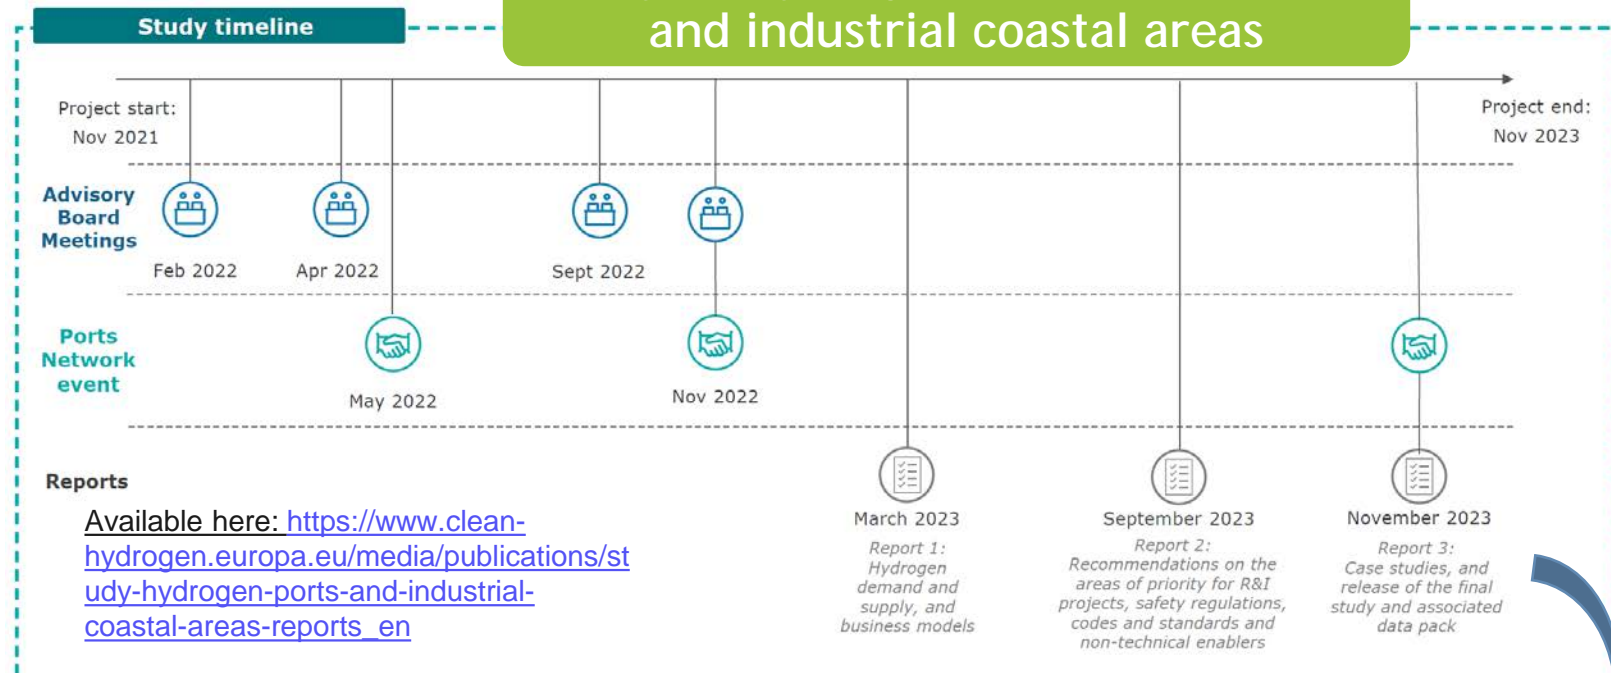 Study timeline
and industrial coastal areas
Project start:
Nov 2021
Project end:
Nov 2023
Advisory
Board
Meetings
Feb 2022
Apr 2022
Sept 2022
Ports
Network
event
May 2022
Nov 2022
Reports
Available here: https://www.clean-
hydrogen.europa.eu/media/publications/st
udy-hydrogen-ports-and-industrial-
coastal-areas-reports_en
March 2023
Report 1:
Hydrogen
demand and
supply, and
business models
September 2023
Report 2:
Recommendations on the
areas of priority for R&I
projects, safety regulations,
codes and standards and
non-technical enablers
November 2023
Report 3:
Case studies, and
release of the final
study and associated
data pack